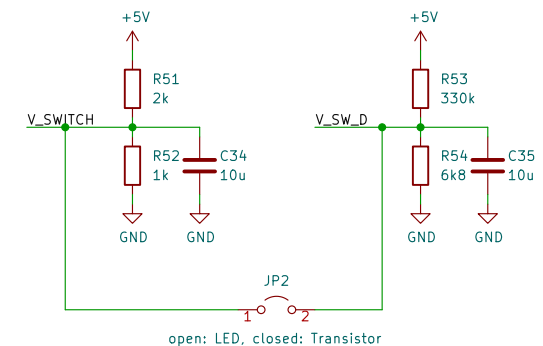 +5V
+5V
R51
2k
R53
330k
V_SWITCH
V_SW_D
R52
1k
C34
10u
R54
6k8
C35
10u
GND
GND
GND
GND
JP2
1
2
open: LED, closed: Transistor